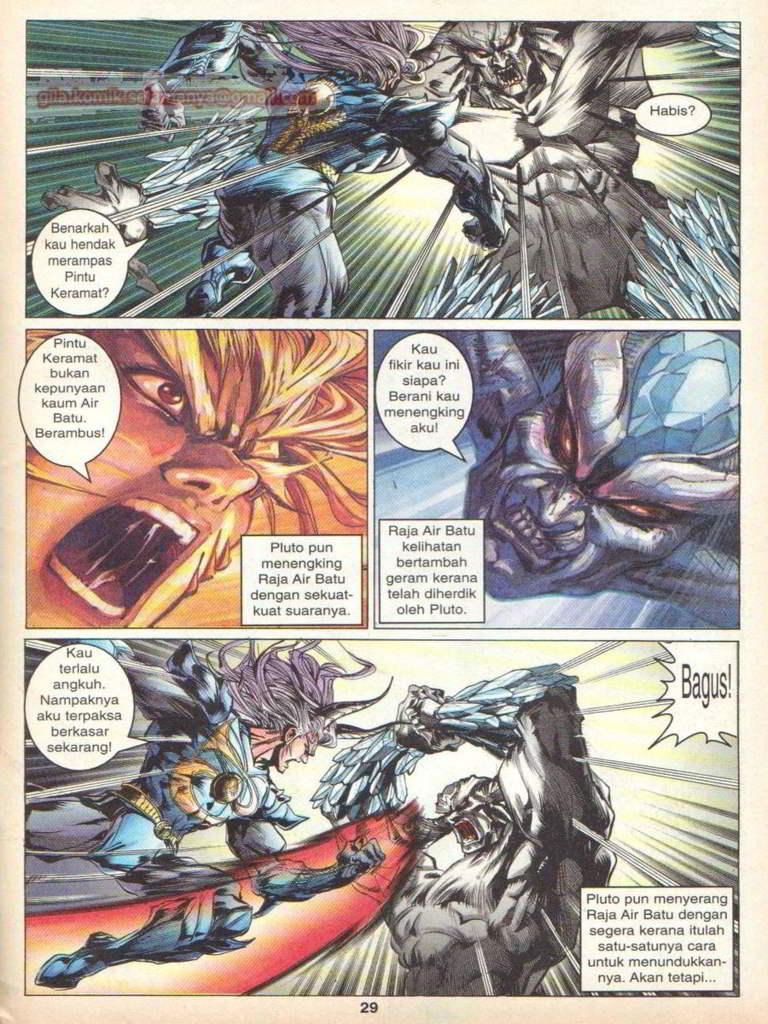 Habis?
Benarkah
kau hendak
merampas
Pintu
Keramat?
Pintu
Keramat
bukan
kepunyaan
kaum Air
Batu.
Berambus!
Pluto pun
menengking
Raja Air Batu
dengan sekuat-
kuat suaranya.
Kau
fikir kau ini
siapa?
Berani kau
menengking
aku!
Raja Air Batu
kelihatan
bertambah
geram kerana
telah diherdik
oleh Pluto.
Kau
terlalu
angkuh.
Nampaknya
aku terpaksa
berkasar
sekarang!
Bagus!
Pluto pun menyerang
Raja Air Batu dengan
segera kerana itulah
satu-satunya cara
untuk menundukkan-
nya. Akan tetapi...
29